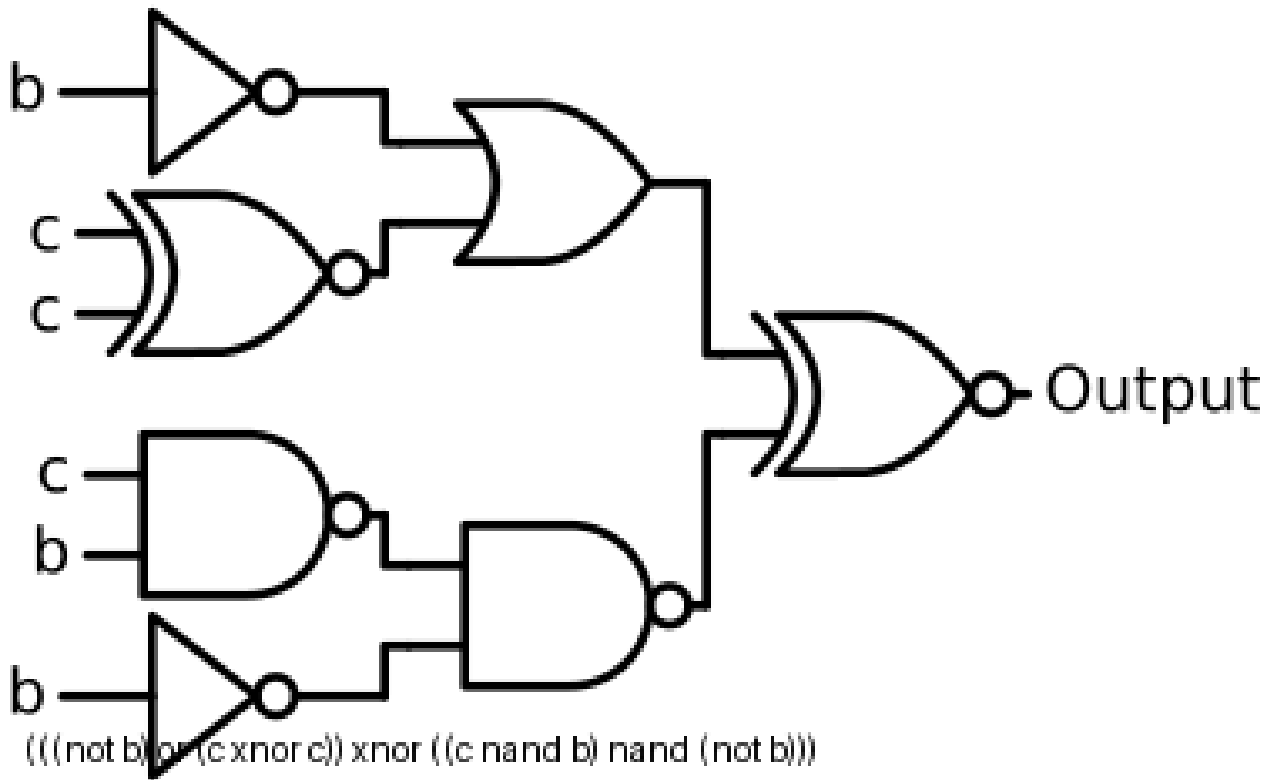 b
c
c
Output
c
b
b
(((not b) or (c xnor c)) xnor ((c nand b) nand (not b)))